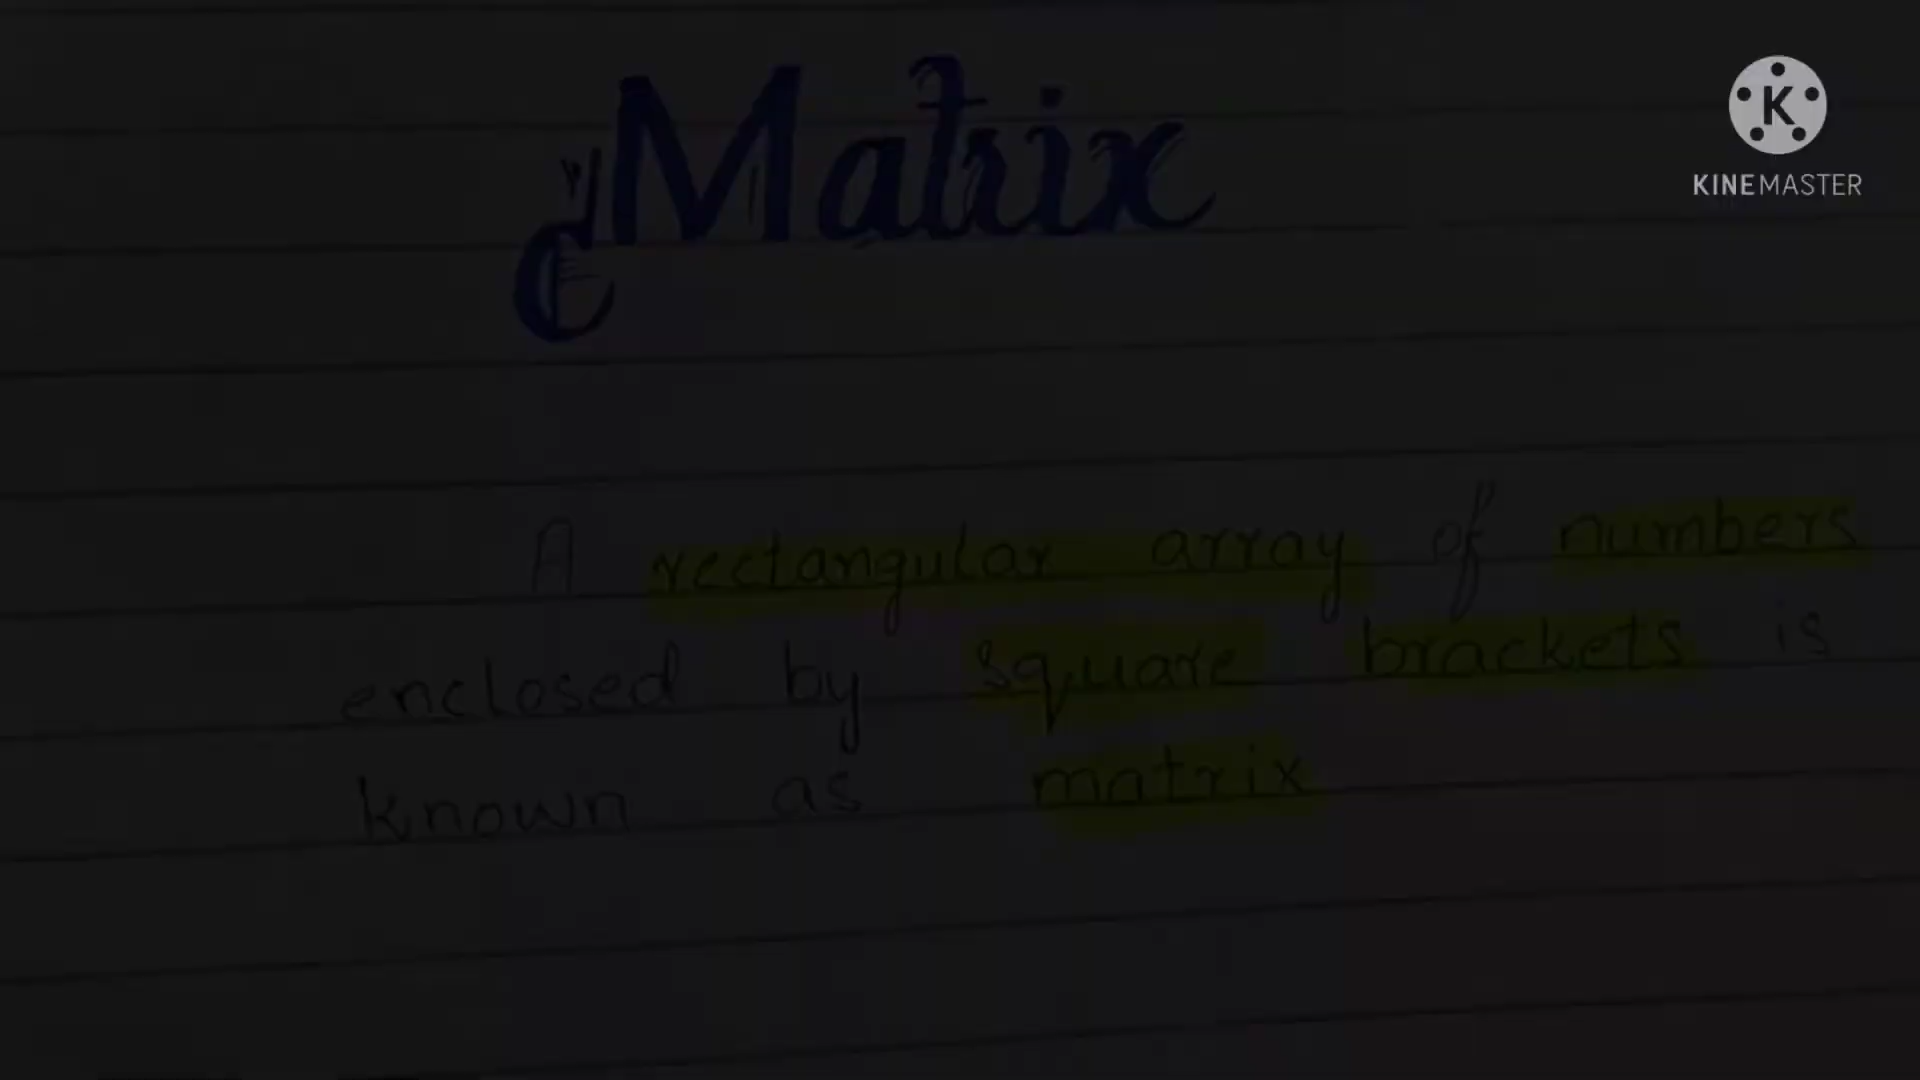 Matrix
KINEMASTER
A rectangular array of numbers
enclosed by square brackets is
known as matrix